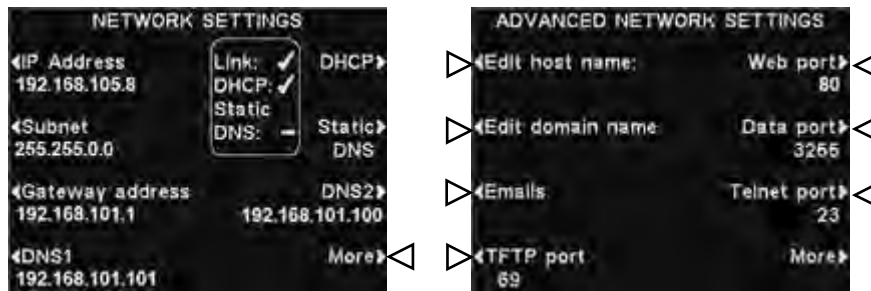 NETWORK SETTINGS
IP Address
192.168.105.8
Link: ✓
DHCP: ✓
Static
DNS: –
DHCP
Subnet
255.255.0.0
Static
DNS
Gateway address
192.168.101.1
DNS2
192.168.101.100
DNS1
192.168.101.101
More
ADVANCED NETWORK SETTINGS
Edit host name:
Web port
80
Edit domain name
Data port
3266
Emails
Telnet port
23
TFTP port
69
More